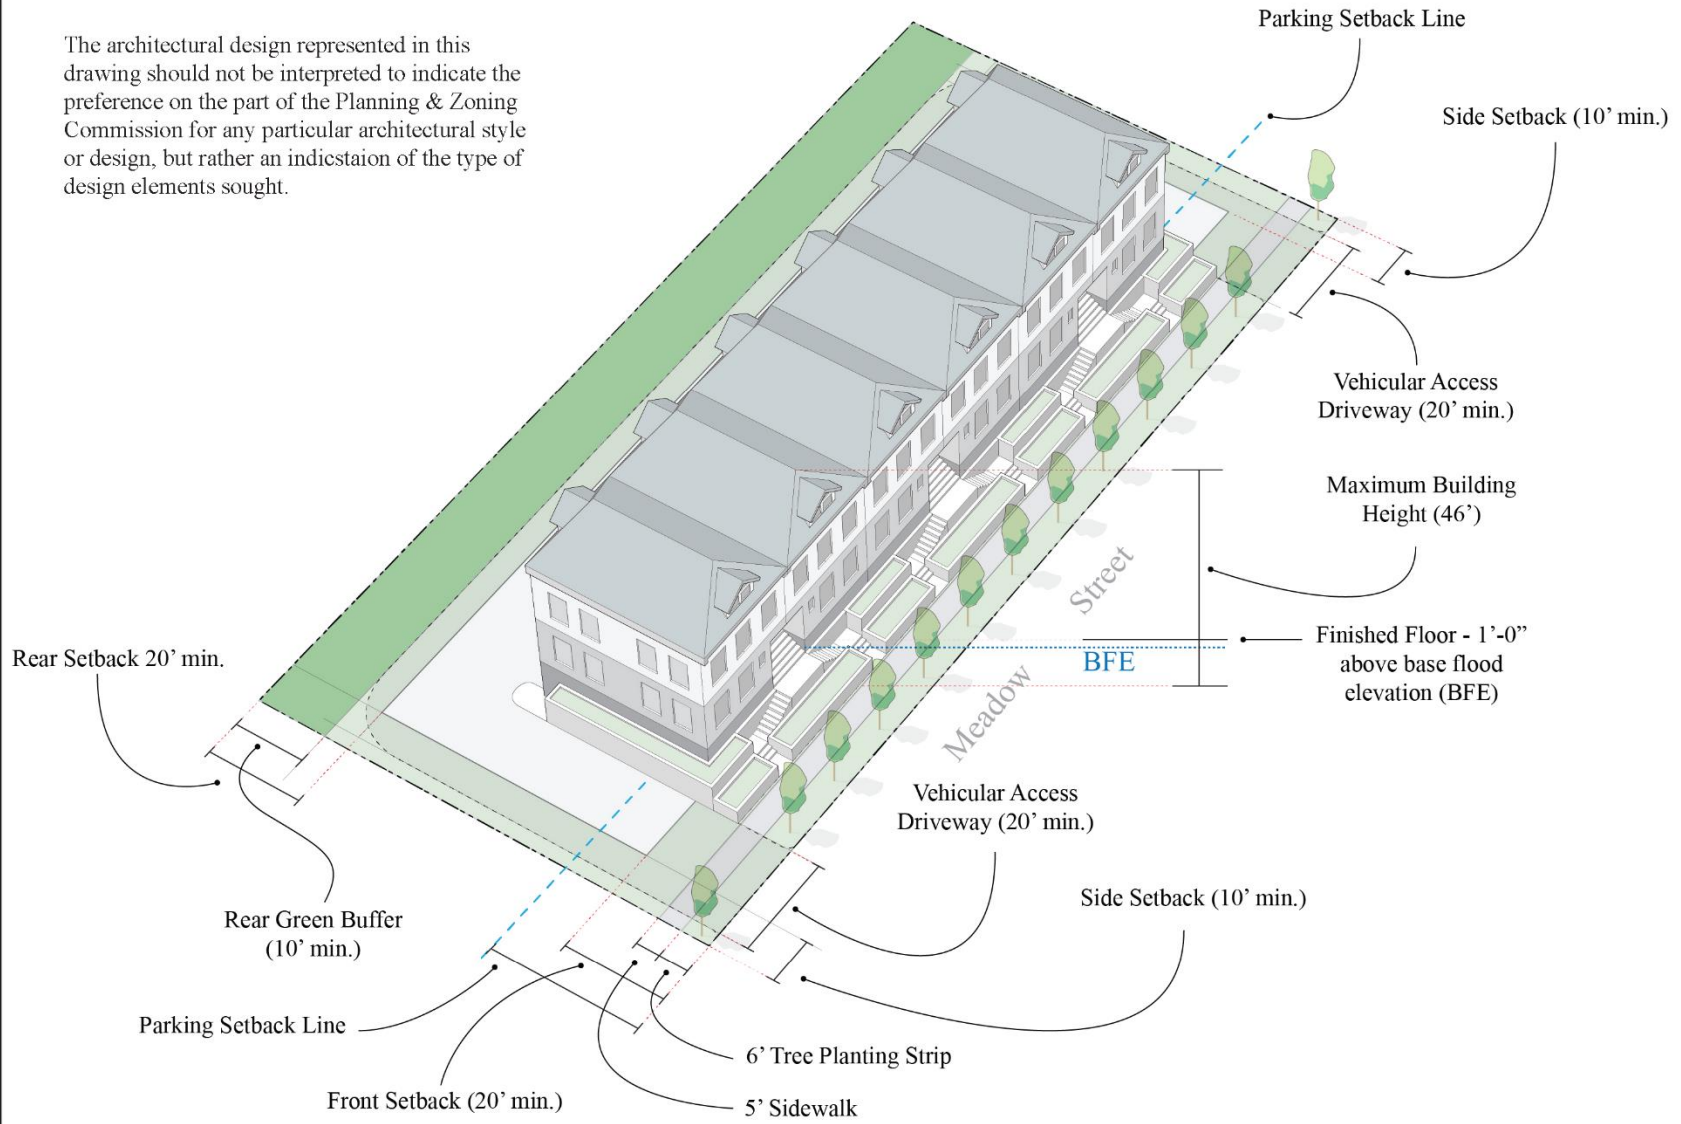 The architectural design represented in this
drawing should not be interpreted to indicate the
preference on the part of the Planning & Zoning
Commission for any particular architectural style
or design, but rather an indicstaion of the type of
design elements sought.
Parking Setback Line
Side Setback (10’ min.)
Vehicular Access
Driveway (20’ min.)
Maximum Building
Height (46’)
Street
Finished Floor - 1’-0”
above base flood
elevation (BFE)
BFE
Meadow
Rear Setback 20’ min.
Vehicular Access
Driveway (20’ min.)
Side Setback (10’ min.)
Rear Green Buffer
(10’ min.)
Parking Setback Line
6’ Tree Planting Strip
Front Setback (20’ min.)
5’ Sidewalk